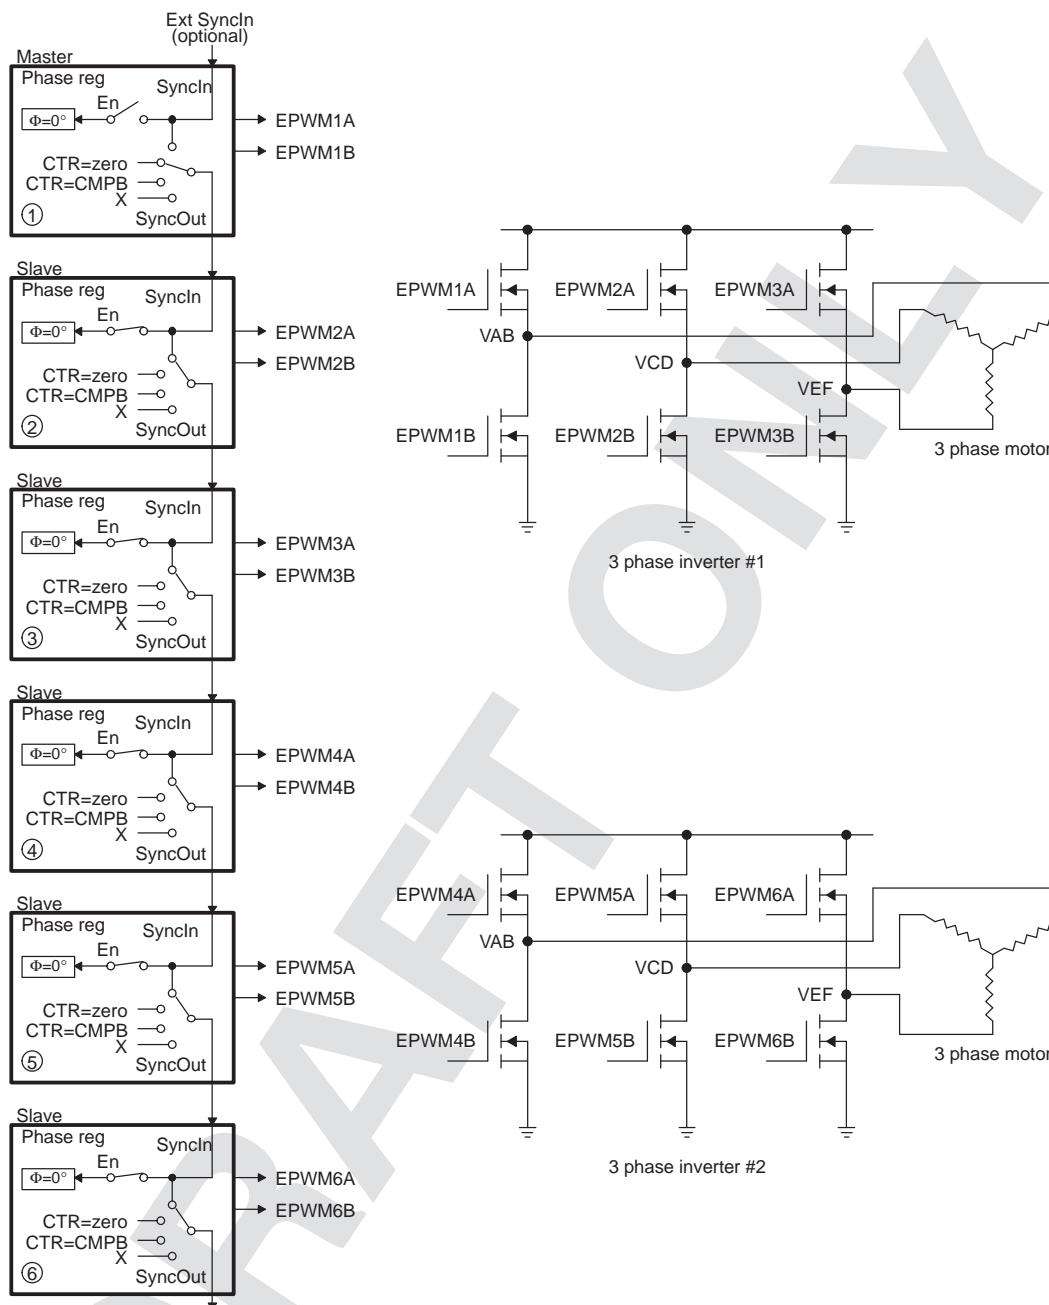 Ext SyncIn
(optional)
Master
Phase reg
SyncIn
En
Φ=0°
EPWM1A
EPWM1B
CTR=zero
CTR=CMPB
X
1
SyncOut
Slave
Phase reg
SyncIn
En
Φ=0°
EPWM2A
EPWM2B
CTR=zero
CTR=CMPB
X
2
SyncOut
Slave
Phase reg
SyncIn
En
Φ=0°
EPWM3A
EPWM3B
CTR=zero
CTR=CMPB
X
3
SyncOut
Slave
Phase reg
SyncIn
En
Φ=0°
EPWM4A
EPWM4B
CTR=zero
CTR=CMPB
X
4
SyncOut
Slave
Phase reg
SyncIn
En
Φ=0°
EPWM5A
EPWM5B
CTR=zero
CTR=CMPB
X
5
SyncOut
Slave
Phase reg
SyncIn
En
Φ=0°
EPWM6A
EPWM6B
CTR=zero
CTR=CMPB
X
6
SyncOut
EPWM1A
EPWM2A
EPWM3A
VAB
VCD
VEF
EPWM1B
EPWM2B
EPWM3B
3 phase motor
3 phase inverter #1
EPWM4A
EPWM5A
EPWM6A
VAB
VCD
VEF
EPWM4B
EPWM5B
EPWM6B
3 phase motor
3 phase inverter #2
RAFT ONLY